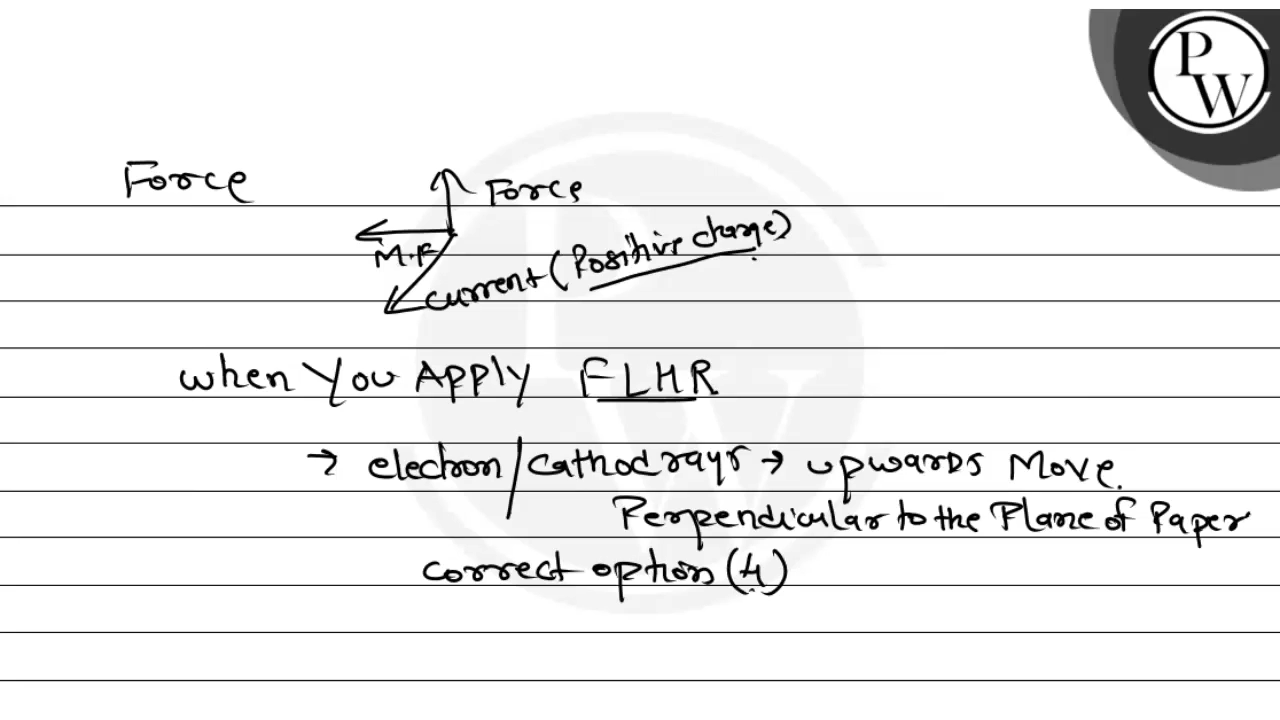 PW
Force
Force
M.F
current (Positive charge)
when You Apply FLHR
→ electron/cathod rays → upwards Move.
Perpendicular to the Plane of Paper
correct option (4)